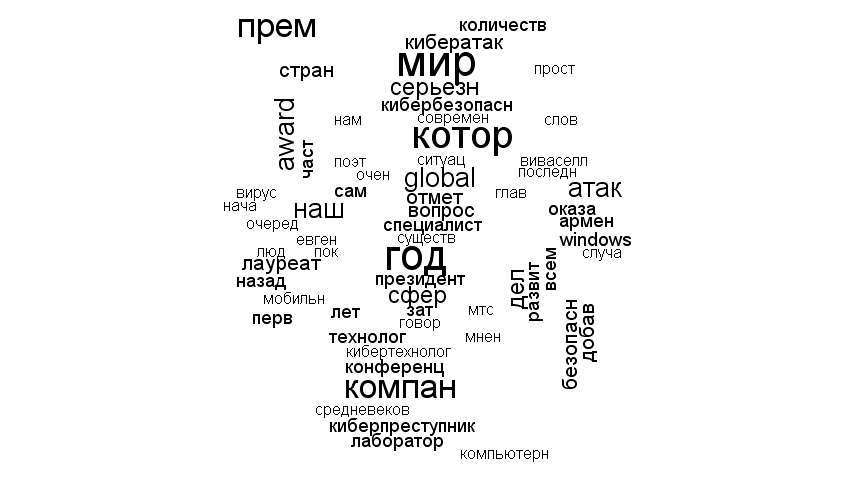 прем
количеств
кибератак
мир
стран
прост
серьезн
award
кибербезопасн
нам
современ
слов
котор
част
поэт
ситуац
виваселл
очен
последн
global
вирус
сам
глав
атак
нача
наш
отмет
вопрос
оказа
очеред
специалист
армен
евген
существ
windows
люд
пок
год
случа
лауреат
всем
назад
президент
развит
дел
мобильн
сфер
перв
лет
зат
мтс
говор
безопасн
добав
технолог
мнен
кибертехнолог
конференц
компан
средневеков
киберпреступник
лаборатор
компьютерн